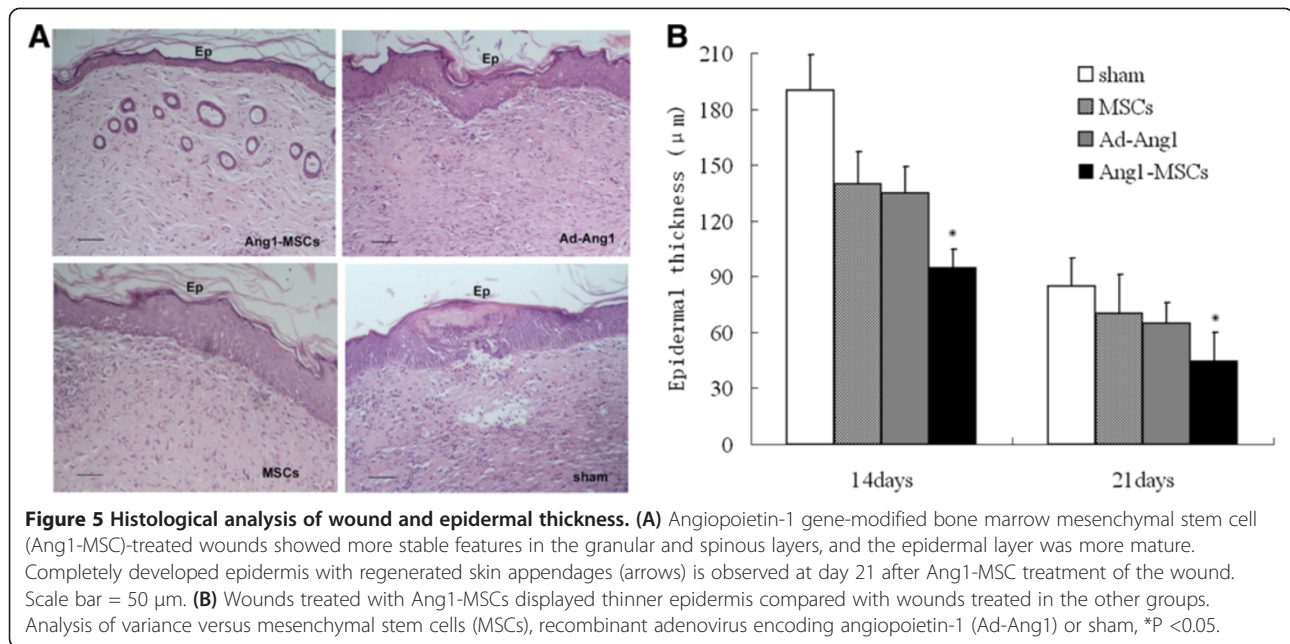 A
Ep
Ang1-MSCs
Ep
Ad-Ang1
Ep
MSCs
Ep
sham
B
Epidermal thickness (μm)
210
180
150
120
90
60
30
0
sham
MSCs
Ad-Ang1
Ang1-MSCs
*
*
14days
21days
Figure 5 Histological analysis of wound and epidermal thickness. (A) Angiopoietin-1 gene-modified bone marrow mesenchymal stem cell
(Ang1-MSC)-treated wounds showed more stable features in the granular and spinous layers, and the epidermal layer was more mature.
Completely developed epidermis with regenerated skin appendages (arrows) is observed at day 21 after Ang1-MSC treatment of the wound.
Scale bar = 50 μm. (B) Wounds treated with Ang1-MSCs displayed thinner epidermis compared with wounds treated in the other groups.
Analysis of variance versus mesenchymal stem cells (MSCs), recombinant adenovirus encoding angiopoietin-1 (Ad-Ang1) or sham, *P <0.05.